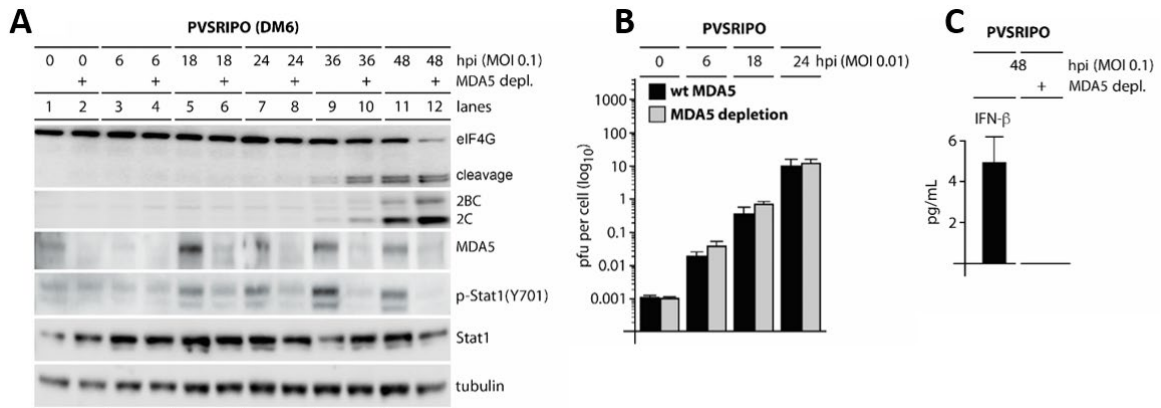 A
PVSRIPO (DM6)
0 0 6 6 18 18 24 24 36 36 48 48 hpi (MOI 0.1)
+ + + + + + MDA5 depl.
1 2 3 4 5 6 7 8 9 10 11 12 lanes
eIF4G
cleavage
2BC
2C
MDA5
p-Stat1(Y701)
Stat1
tubulin
B
PVSRIPO
0 6 18 24 hpi (MOI 0.01)
wt MDA5
MDA5 depletion
pfu per cell (log10)
1000
100
10
1
0.1
0.01
0.001
C
PVSRIPO
48 hpi (MOI 0.1)
+ MDA5 depl.
IFN-β
pg/mL
6
4
2